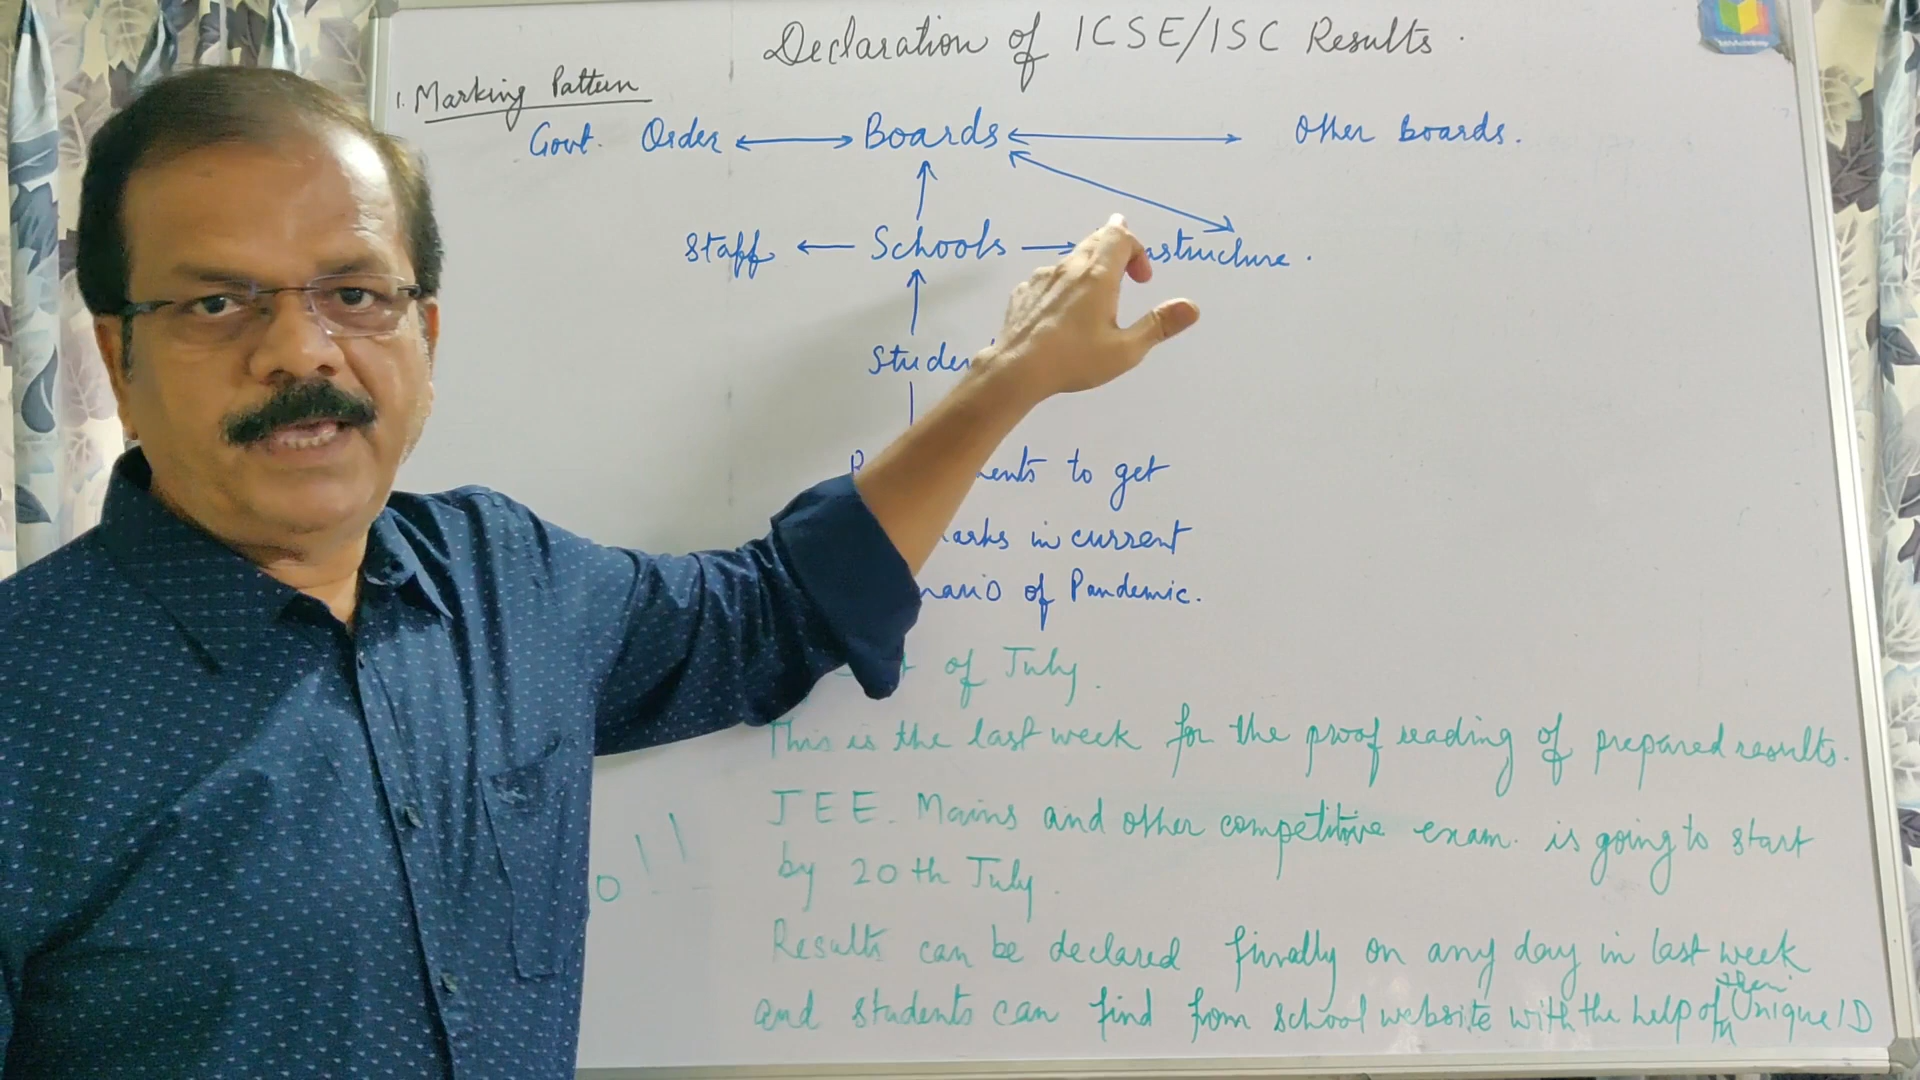 Declaration of ICSE/ISC Results.
1. Marking Pattern
Govt. Order ⟷ Boards ⟷ Other boards.
Staff ← Schools → astructure.
Studen
ents to get
arks in current
nario of Pandemic.
of July.
This is the last week for the proof reading of prepared results.
JEE. Mains and other competitive exam. is going to start
by 20th July.
Results can be declared finally on any day in last week
and students can find from school website with the help of their Unique ID